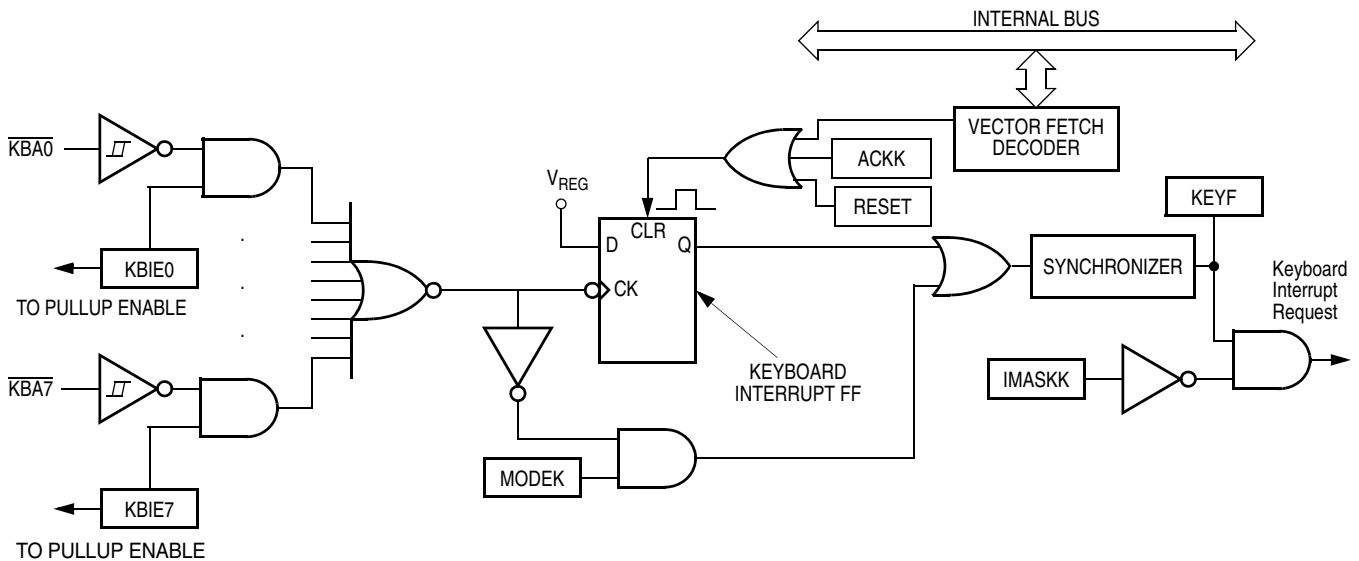 INTERNAL BUS
VECTOR FETCH
DECODER
ACKK
RESET
KBA0
VREG
KEYF
CLR
D
Q
CK
SYNCHRONIZER
Keyboard
Interrupt
Request
KBIE0
TO PULLUP ENABLE
KBA7
KEYBOARD
INTERRUPT FF
IMASKK
MODEK
KBIE7
TO PULLUP ENABLE